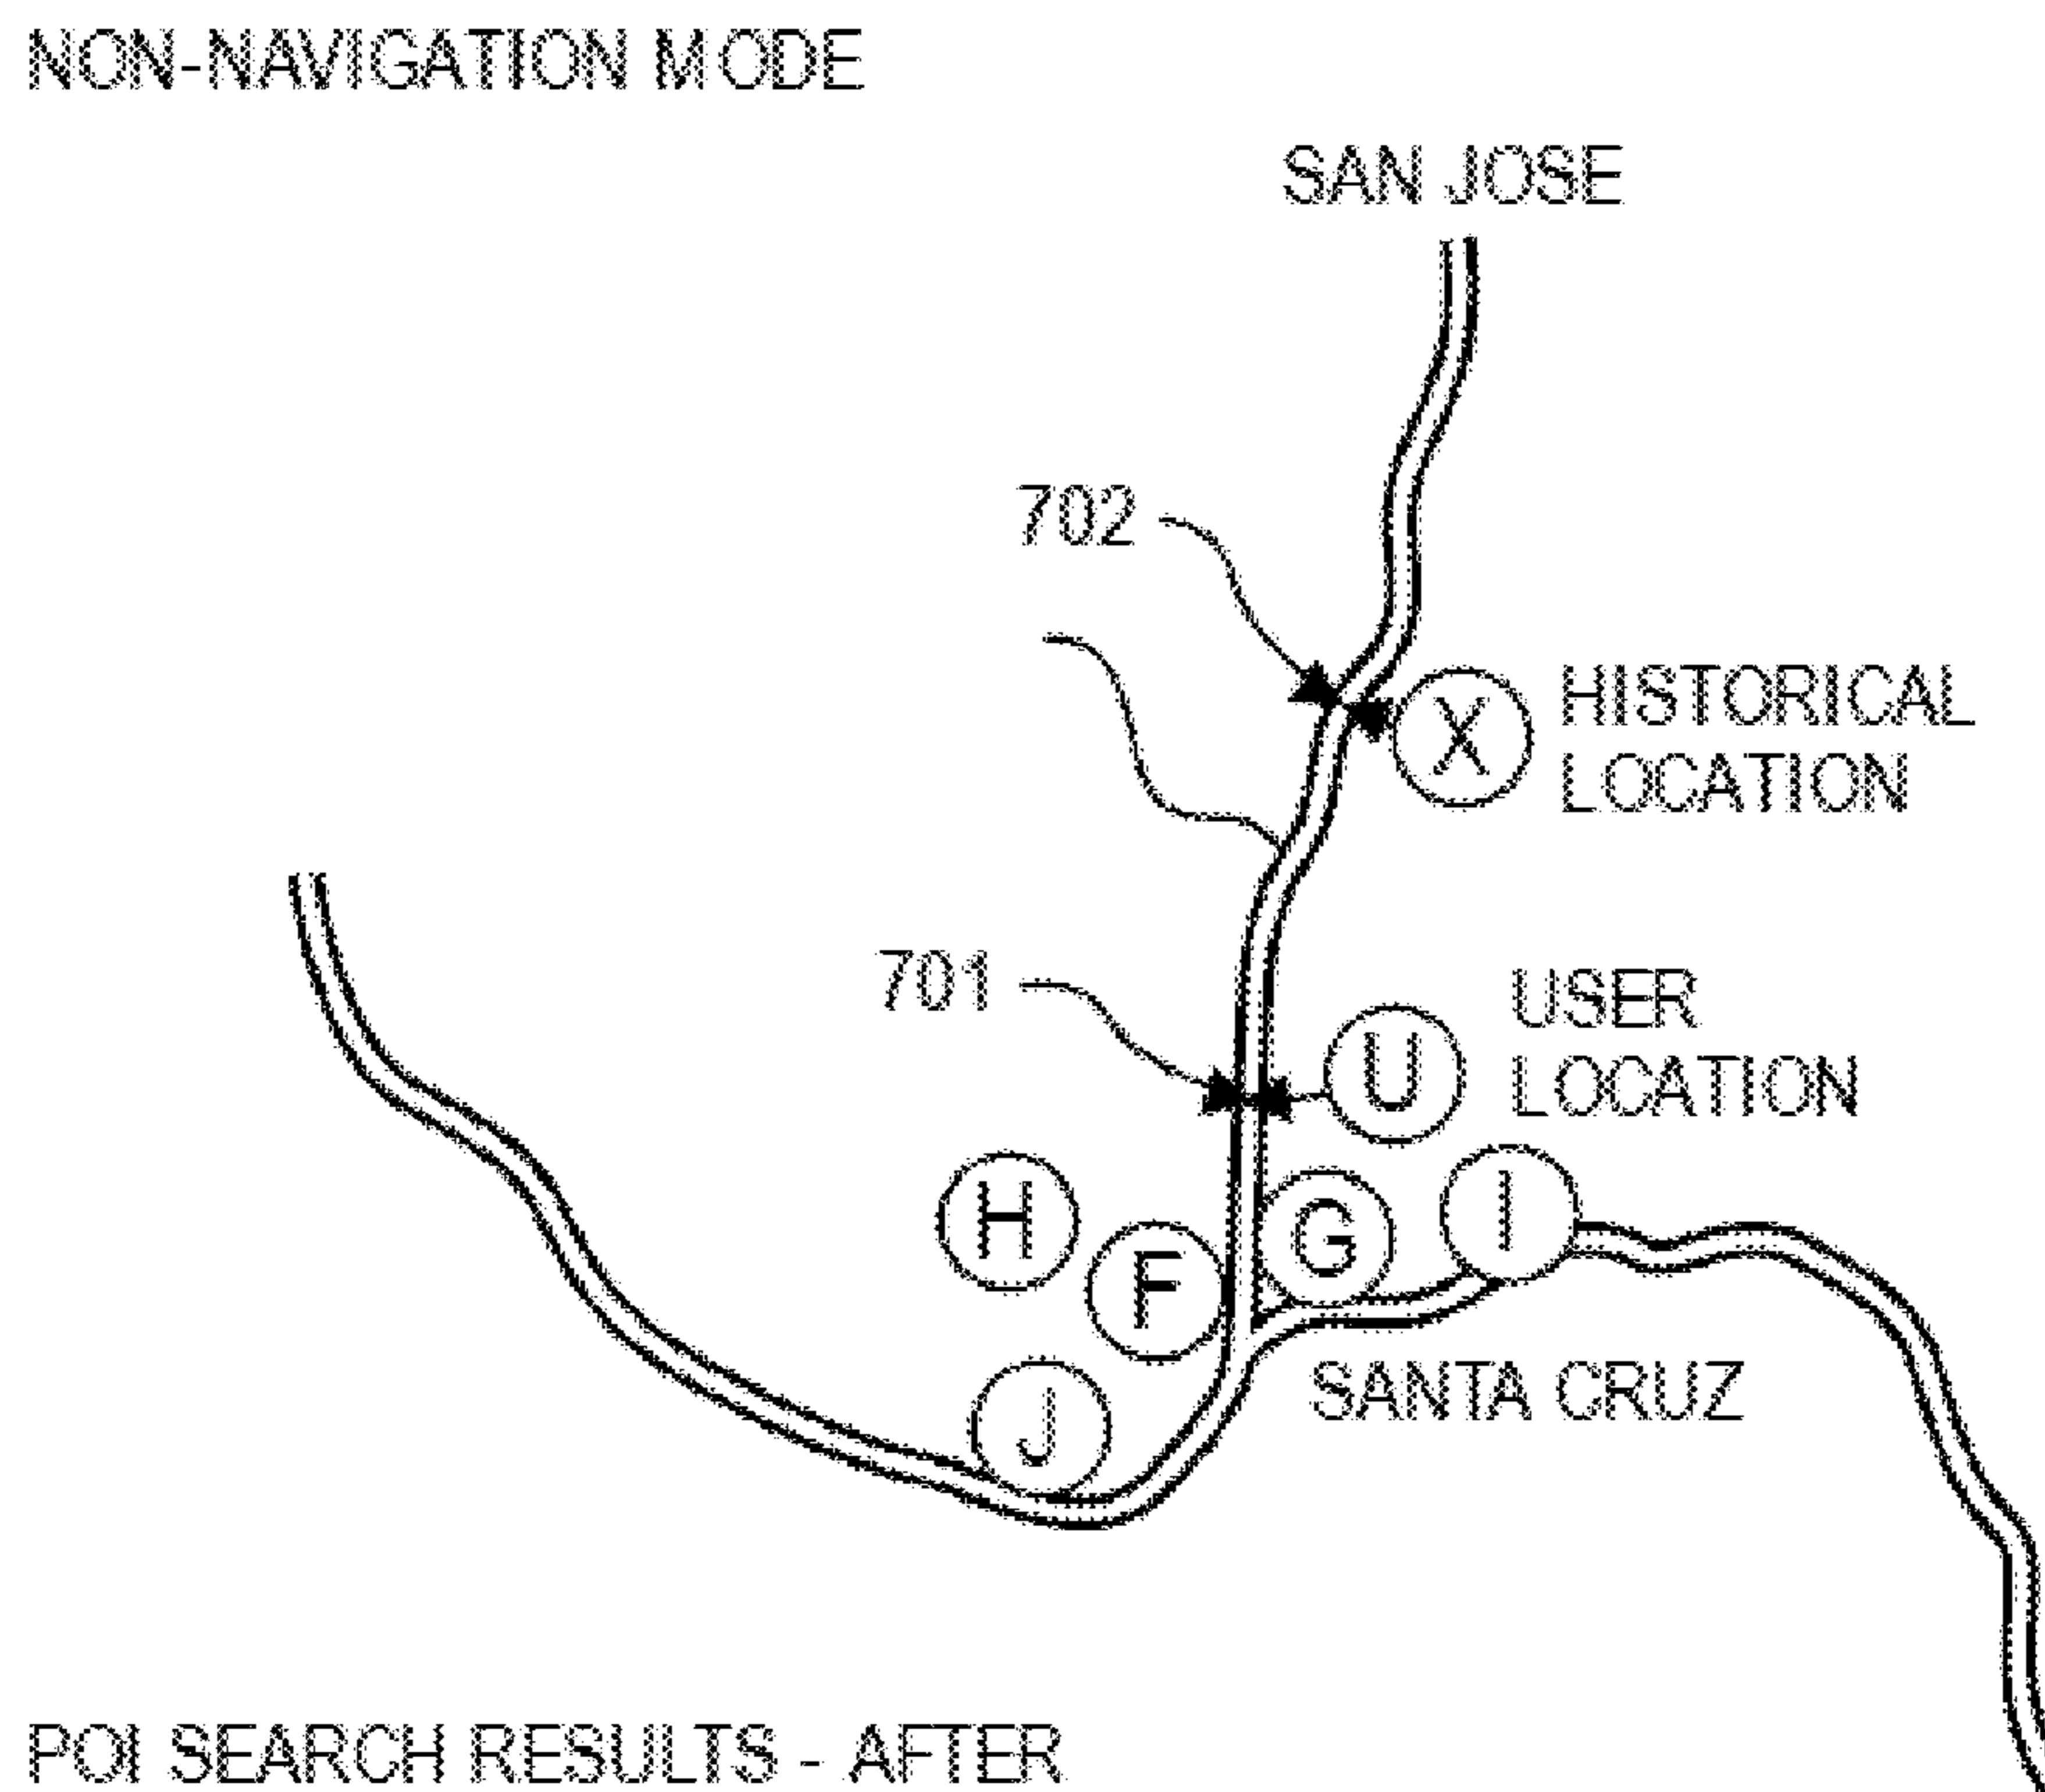 NON-NAVIGATION MODE
SAN JOSE
702
X
HISTORICAL
LOCATION
701
U
USER
LOCATION
H
F
G
I
J
SANTA CRUZ
POI SEARCH RESULTS - AFTER